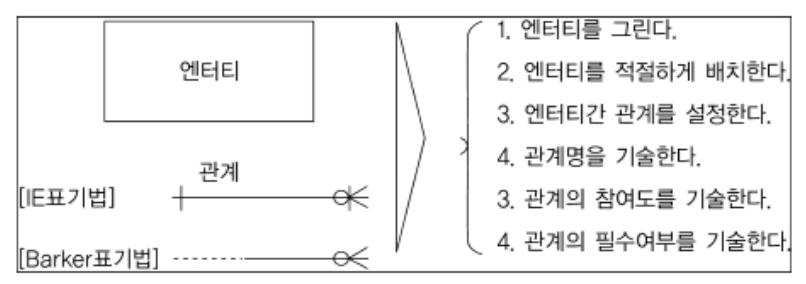 엔터티
관계
[IE표기법]
[Barker표기법]
1. 엔터티를 그린다.
2. 엔터티를 적절하게 배치한다.
3. 엔터티간 관계를 설정한다.
4. 관계명을 기술한다.
3. 관계의 참여도를 기술한다.
4. 관계의 필수여부를 기술한다.